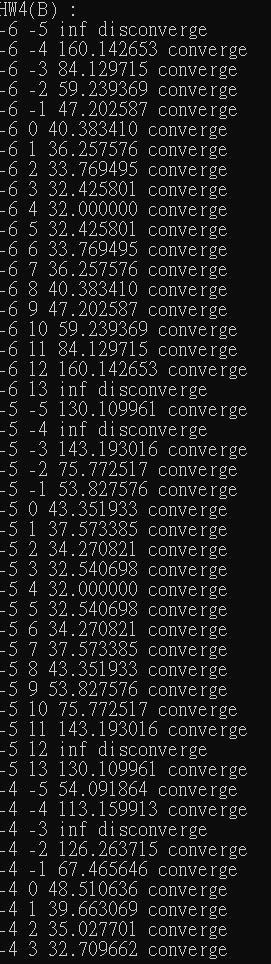 HW4(B) :
-6 -5 inf disconverge
-6 -4 160.142653 converge
-6 -3 84.129715 converge
-6 -2 59.239369 converge
-6 -1 47.202587 converge
-6 0 40.383410 converge
-6 1 36.257576 converge
-6 2 33.769495 converge
-6 3 32.425801 converge
-6 4 32.000000 converge
-6 5 32.425801 converge
-6 6 33.769495 converge
-6 7 36.257576 converge
-6 8 40.383410 converge
-6 9 47.202587 converge
-6 10 59.239369 converge
-6 11 84.129715 converge
-6 12 160.142653 converge
-6 13 inf disconverge
-5 -5 130.109961 converge
-5 -4 inf disconverge
-5 -3 143.193016 converge
-5 -2 75.772517 converge
-5 -1 53.827576 converge
-5 0 43.351933 converge
-5 1 37.573385 converge
-5 2 34.270821 converge
-5 3 32.540698 converge
-5 4 32.000000 converge
-5 5 32.540698 converge
-5 6 34.270821 converge
-5 7 37.573385 converge
-5 8 43.351933 converge
-5 9 53.827576 converge
-5 10 75.772517 converge
-5 11 143.193016 converge
-5 12 inf disconverge
-5 13 130.109961 converge
-4 -5 54.091864 converge
-4 -4 113.159913 converge
-4 -3 inf disconverge
-4 -2 126.263715 converge
-4 -1 67.465646 converge
-4 0 48.510636 converge
-4 1 39.663069 converge
-4 2 35.027701 converge
-4 3 32.709662 converge